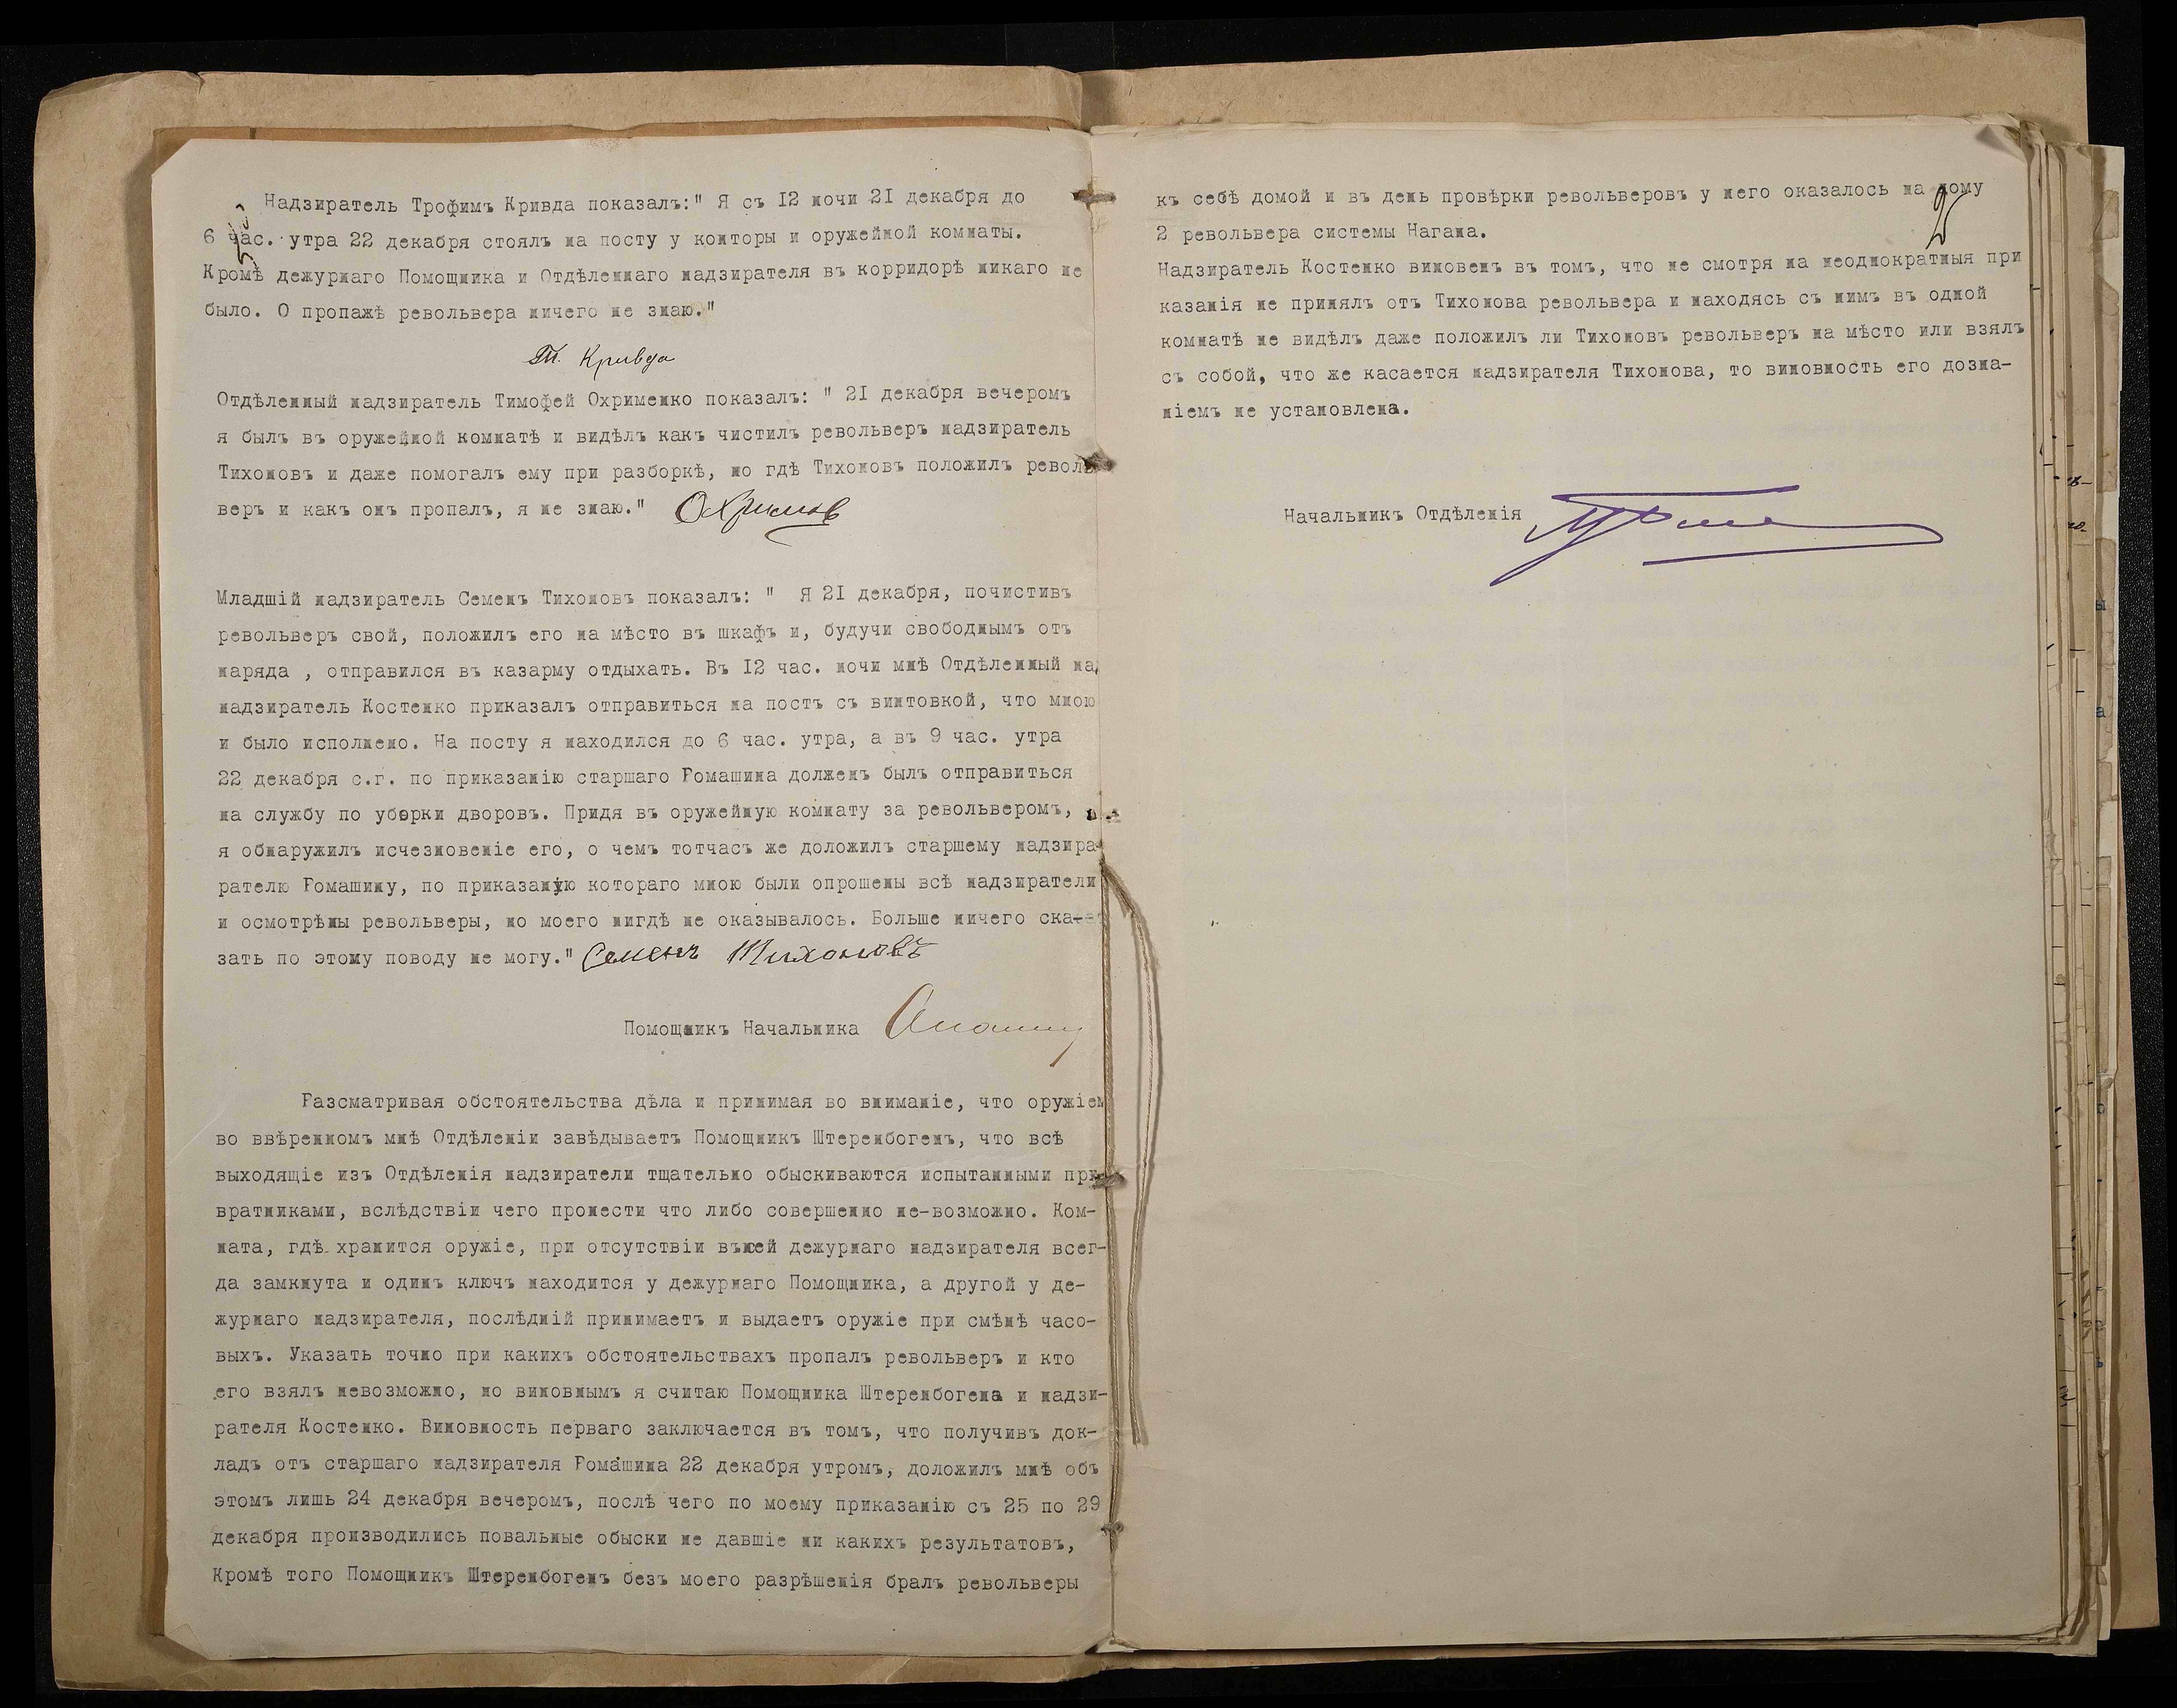 Надзиратель Трофимъ Кривда показалъ:" Я съ I2 ночи 2I декабря до
6 час. утра 22 декабря стоялъ на посту у конторы и оружейной комнаты.
Кромѣ дежурнаго Помощника и Отдѣленнаго надзирателя въ корридорѣ никаго не
было. О пропажѣ револьвера ничего не знаю."
Т. Кривда
Отдѣленный надзиратель Тимофей Охрименко показалъ: " 2I декабря вечеромъ
я былъ въ оружейной комнатѣ и видѣлъ какъ чистилъ револьверъ надзиратель
Тихоновъ и даже помогалъ ему при разборкѣ, но гдѣ Тихоновъ положилъ револь
веръ и какъ онъ пропалъ, я не знаю."
Младшій надзиратель Семенъ Тихоновъ показалъ: " Я 2I декабря, почистивъ
револьверъ свой, положилъ его на мѣсто въ шкафъ и, будучи свободнымъ отъ
наряда , отправился въ казарму отдыхать. Въ I2 час. ночи мнѣ Отдѣленный над
надзиратель Костенко приказалъ отправиться на постъ съ винтовкой, что мною
и было исполнено. На посту я находился до 6 час. утра, а въ 9 час. утра
22 декабря с.г. по приказанію старшаго Ромашина долженъ былъ отправиться
на службу по уборки дворовъ. Придя въ оружейную комнату за револьверомъ,
я обнаружилъ исчезновеніе его, о чемъ тотчасъ же доложилъ старшему надзира-
рателю Ромашину, по приказанію котораго мною были опрошены всѣ надзиратели
и осмотрѣны револьверы, но моего нигдѣ не оказывалось. Больше ничего ска-
зать по этому поводу не могу." Семенъ Тихоновъ
Помощникъ Начальника
Разсматривая обстоятельства дѣла и принимая во вниманіе, что оружіем
во ввѣренномъ мнѣ Отдѣленіи завѣдываетъ Помощникъ Штеренбогенъ, что всѣ
выходящіе изъ Отдѣленія надзиратели тщательно обыскиваются испытанными при-
вратниками, вслѣдствіи чего пронести что либо совершенно не-возможно. Ком-
ната, гдѣ хранится оружіе, при отсутствіи въ ней дежурнаго надзирателя всег-
да замкнута и одинъ ключъ находится у дежурнаго Помощника, а другой у де-
журнаго надзирателя, послѣдній принимаетъ и выдаетъ оружіе при смѣнѣ часо-
выхъ. Указать точно при какихъ обстоятельствахъ пропалъ револьверъ и кто
его взялъ невозможно, но виновнымъ я считаю Помощника Штеренбогена и надзи-
рателя Костенко. Виновность перваго заключается въ томъ, что получивъ док-
ладъ отъ старшаго надзирателя Ромашина 22 декабря утромъ, доложилъ мнѣ объ
этомъ лишь 24 декабря вечеромъ, послѣ чего по моему приказанію съ 25 по 29
декабря производились повальные обыски не давшіе ни какихъ результатовъ,
Кромѣ того Помощникъ Штеренбогенъ безъ моего разрѣшенія бралъ револьверы
2
къ себѣ домой и въ день провѣрки револьверовъ у него оказалось на дому
2 револьвера системы Нагана.
Надзиратель Костенко виновенъ въ томъ, что не смотря на неоднократныя при
казанія не принялъ отъ Тихонова револьвера и находясь съ нимъ въ одной
комнатѣ не видѣлъ даже положилъ ли Тихоновъ револьверъ на мѣсто или взялъ
съ собой, что же касается надзирателя Тихонова, то виновность его дозна-
ніемъ не установлена.
Начальникъ Отдѣленія